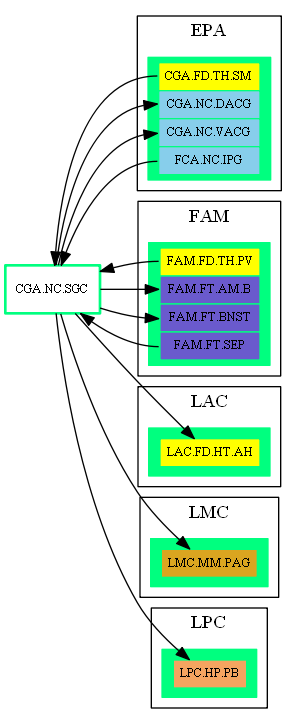 EPA
CGA.FD.TH.SM
CGA.NC.DACG
CGA.NC.VACG
FCA.NC.IPG
CGA.NC.SGC
FAM
FAM.FD.TH.PV
FAM.FT.AM.B
FAM.FT.BNST
FAM.FT.SEP
LAC
LAC.FD.HT.AH
LMC
LMC.MM.PAG
LPC
LPC.HP.PB